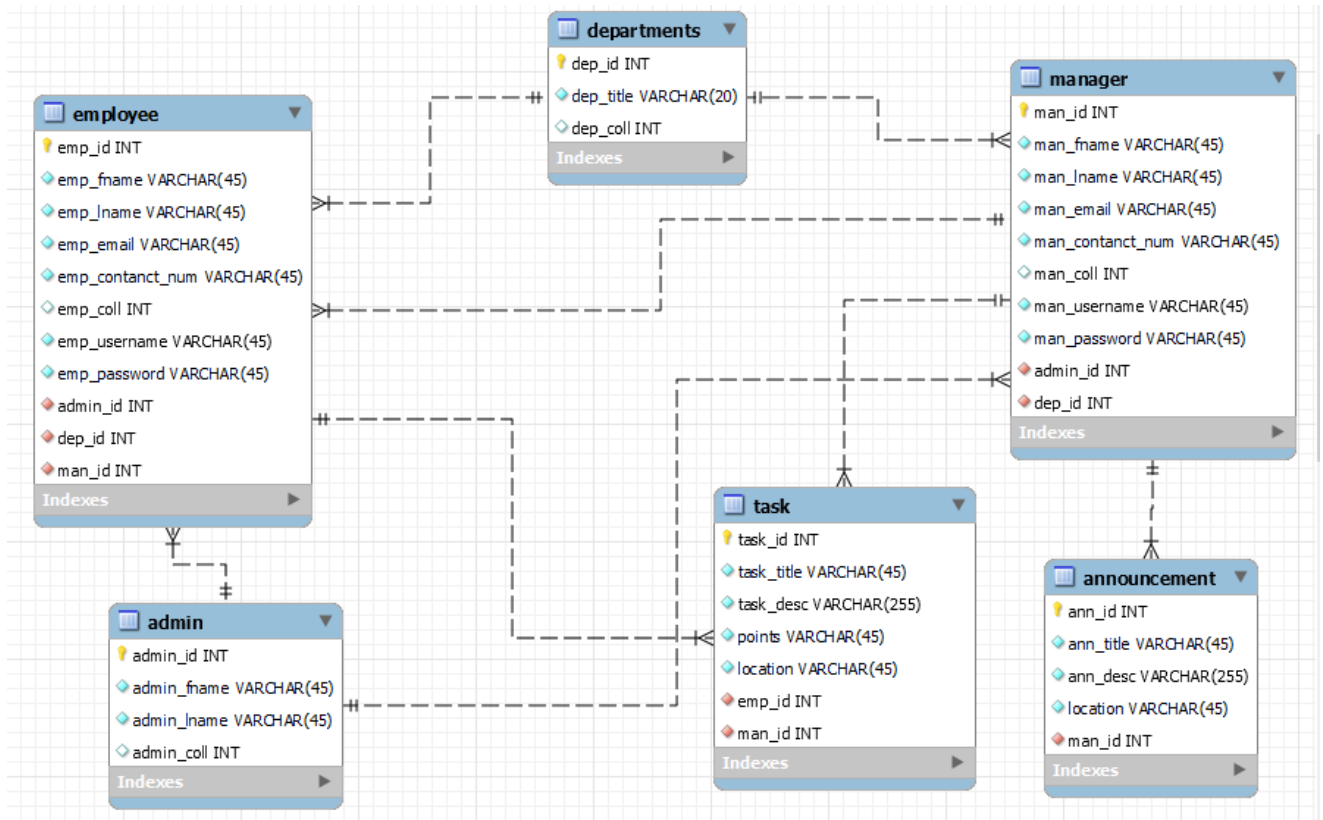 departments
dep_id INT
dep_title VARCHAR(20)
dep_coll INT
Indexes
manager
man_id INT
man_fname VARCHAR(45)
man_lname VARCHAR(45)
man_email VARCHAR(45)
man_contanct_num VARCHAR(45)
man_coll INT
man_username VARCHAR(45)
man_password VARCHAR(45)
admin_id INT
dep_id INT
Indexes
employee
emp_id INT
emp_fname VARCHAR(45)
emp_lname VARCHAR(45)
emp_email VARCHAR(45)
emp_contanct_num VARCHAR(45)
emp_coll INT
emp_username VARCHAR(45)
emp_password VARCHAR(45)
admin_id INT
dep_id INT
man_id INT
Indexes
task
task_id INT
task_title VARCHAR(45)
task_desc VARCHAR(255)
points VARCHAR(45)
location VARCHAR(45)
emp_id INT
man_id INT
Indexes
announcement
ann_id INT
ann_title VARCHAR(45)
ann_desc VARCHAR(255)
location VARCHAR(45)
man_id INT
Indexes
admin
admin_id INT
admin_fname VARCHAR(45)
admin_lname VARCHAR(45)
admin_coll INT
Indexes